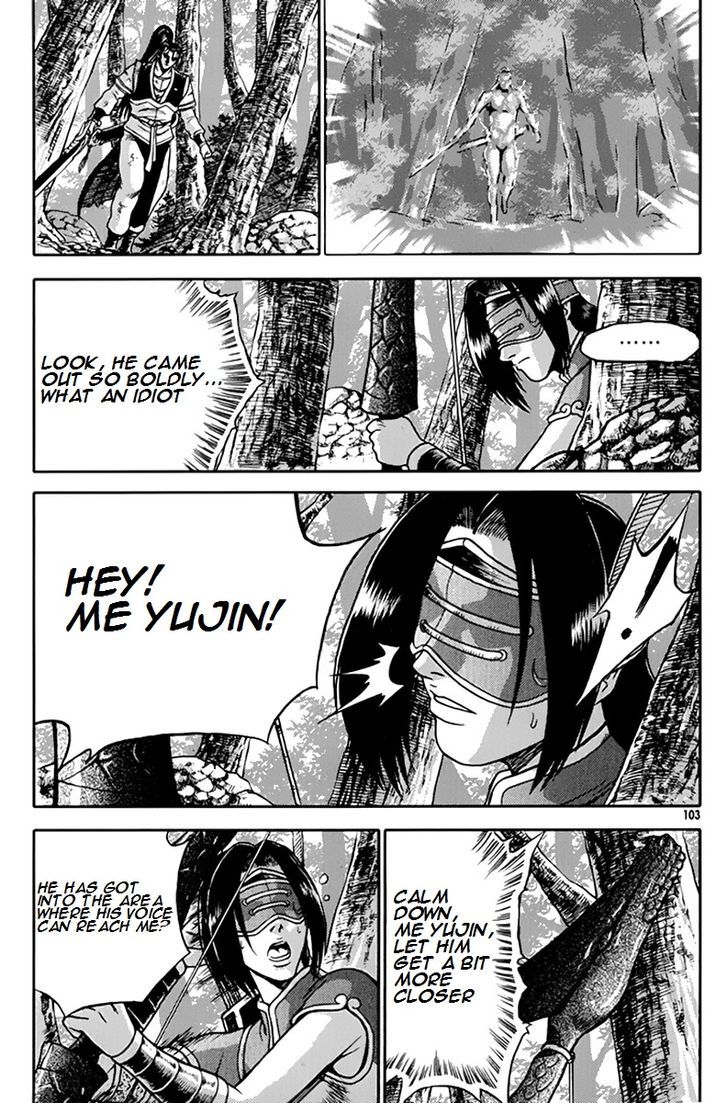 LOOK, HE CAME
OUT SO BOLDLY...
WHAT AN IDIOT
......
HEY!
ME YUJIN!
!
103
HE HAS GOT
INTO THE AREA
WHERE HIS VOICE
CAN REACH ME?
CALM
DOWN,
ME YUJIN,
LET HIM
GET A BIT
MORE
CLOSER